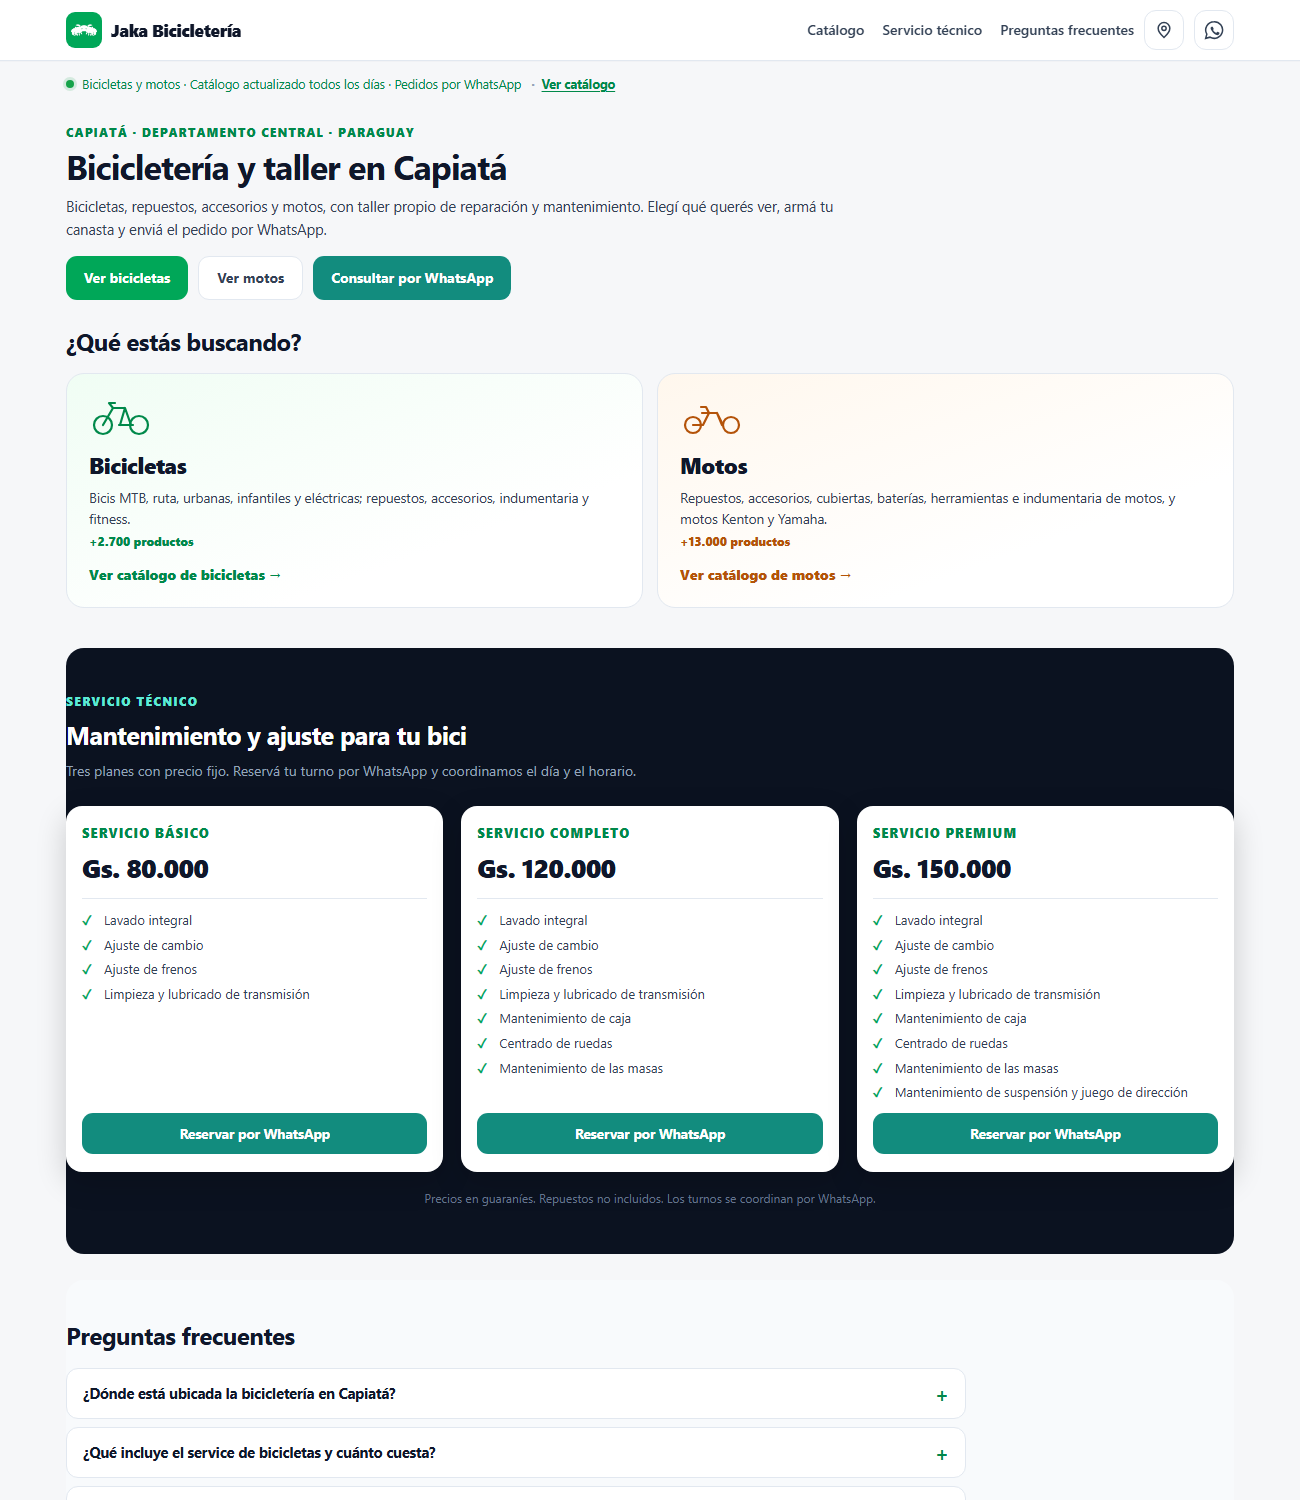 Jaka Bicicletería
Catálogo
Servicio técnico
Preguntas frecuentes
Bicicletas y motos · Catálogo actualizado todos los días · Pedidos por WhatsApp · Ver catálogo
CAPIATÁ · DEPARTAMENTO CENTRAL · PARAGUAY
Bicicletería y taller en Capiatá
Bicicletas, repuestos, accesorios y motos, con taller propio de reparación y mantenimiento. Elegí qué querés ver, armá tu
canasta y enviá el pedido por WhatsApp.
Ver bicicletas
Ver motos
Consultar por WhatsApp
¿Qué estás buscando?
Bicicletas
Bicis MTB, ruta, urbanas, infantiles y eléctricas; repuestos, accesorios, indumentaria y
fitness.
+2.700 productos
Ver catálogo de bicicletas →
Motos
Repuestos, accesorios, cubiertas, baterías, herramientas e indumentaria de motos, y
motos Kenton y Yamaha.
+13.000 productos
Ver catálogo de motos →
SERVICIO TÉCNICO
Mantenimiento y ajuste para tu bici
Tres planes con precio fijo. Reservá tu turno por WhatsApp y coordinamos el día y el horario.
SERVICIO BÁSICO
Gs. 80.000
✓ Lavado integral
✓ Ajuste de cambio
✓ Ajuste de frenos
✓ Limpieza y lubricado de transmisión
Reservar por WhatsApp
SERVICIO COMPLETO
Gs. 120.000
✓ Lavado integral
✓ Ajuste de cambio
✓ Ajuste de frenos
✓ Limpieza y lubricado de transmisión
✓ Mantenimiento de caja
✓ Centrado de ruedas
✓ Mantenimiento de las masas
Reservar por WhatsApp
SERVICIO PREMIUM
Gs. 150.000
✓ Lavado integral
✓ Ajuste de cambio
✓ Ajuste de frenos
✓ Limpieza y lubricado de transmisión
✓ Mantenimiento de caja
✓ Centrado de ruedas
✓ Mantenimiento de las masas
✓ Mantenimiento de suspensión y juego de dirección
Reservar por WhatsApp
Precios en guaraníes. Repuestos no incluidos. Los turnos se coordinan por WhatsApp.
Preguntas frecuentes
¿Dónde está ubicada la bicicletería en Capiatá? +
¿Qué incluye el service de bicicletas y cuánto cuesta? +